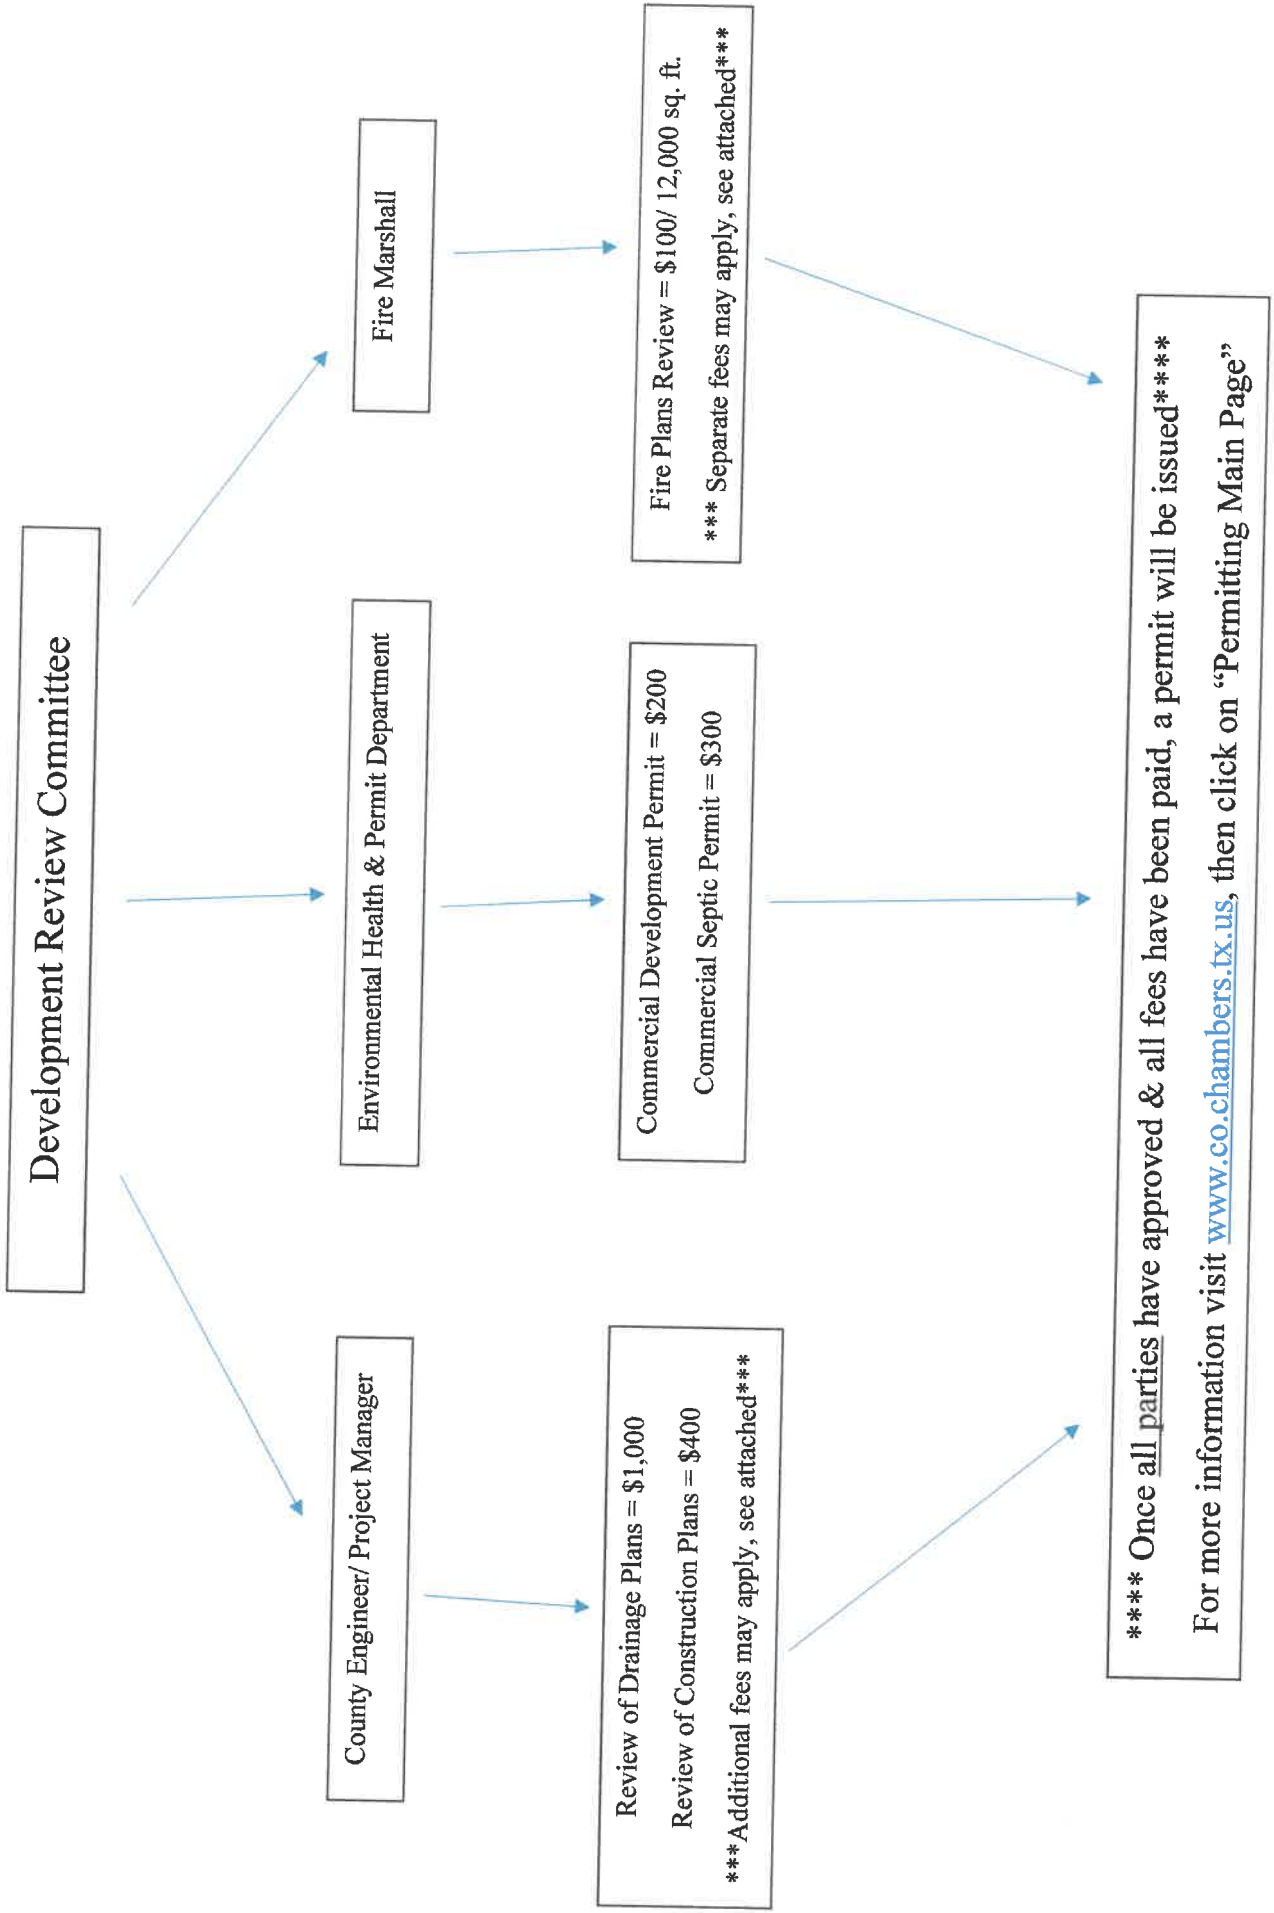 Development Review Committee
County Engineer/ Project Manager
Environmental Health & Permit Department
Fire Marshall
Review of Drainage Plans = $1,000
Review of Construction Plans = $400
***Additional fees may apply, see attached***
Commercial Development Permit = $200
Commercial Septic Permit = $300
Fire Plans Review = $100/ 12,000 sq. ft.
*** Separate fees may apply, see attached***
**** Once all parties have approved & all fees have been paid, a permit will be issued****
For more information visit www.co.chambers.tx.us, then click on “Permitting Main Page”